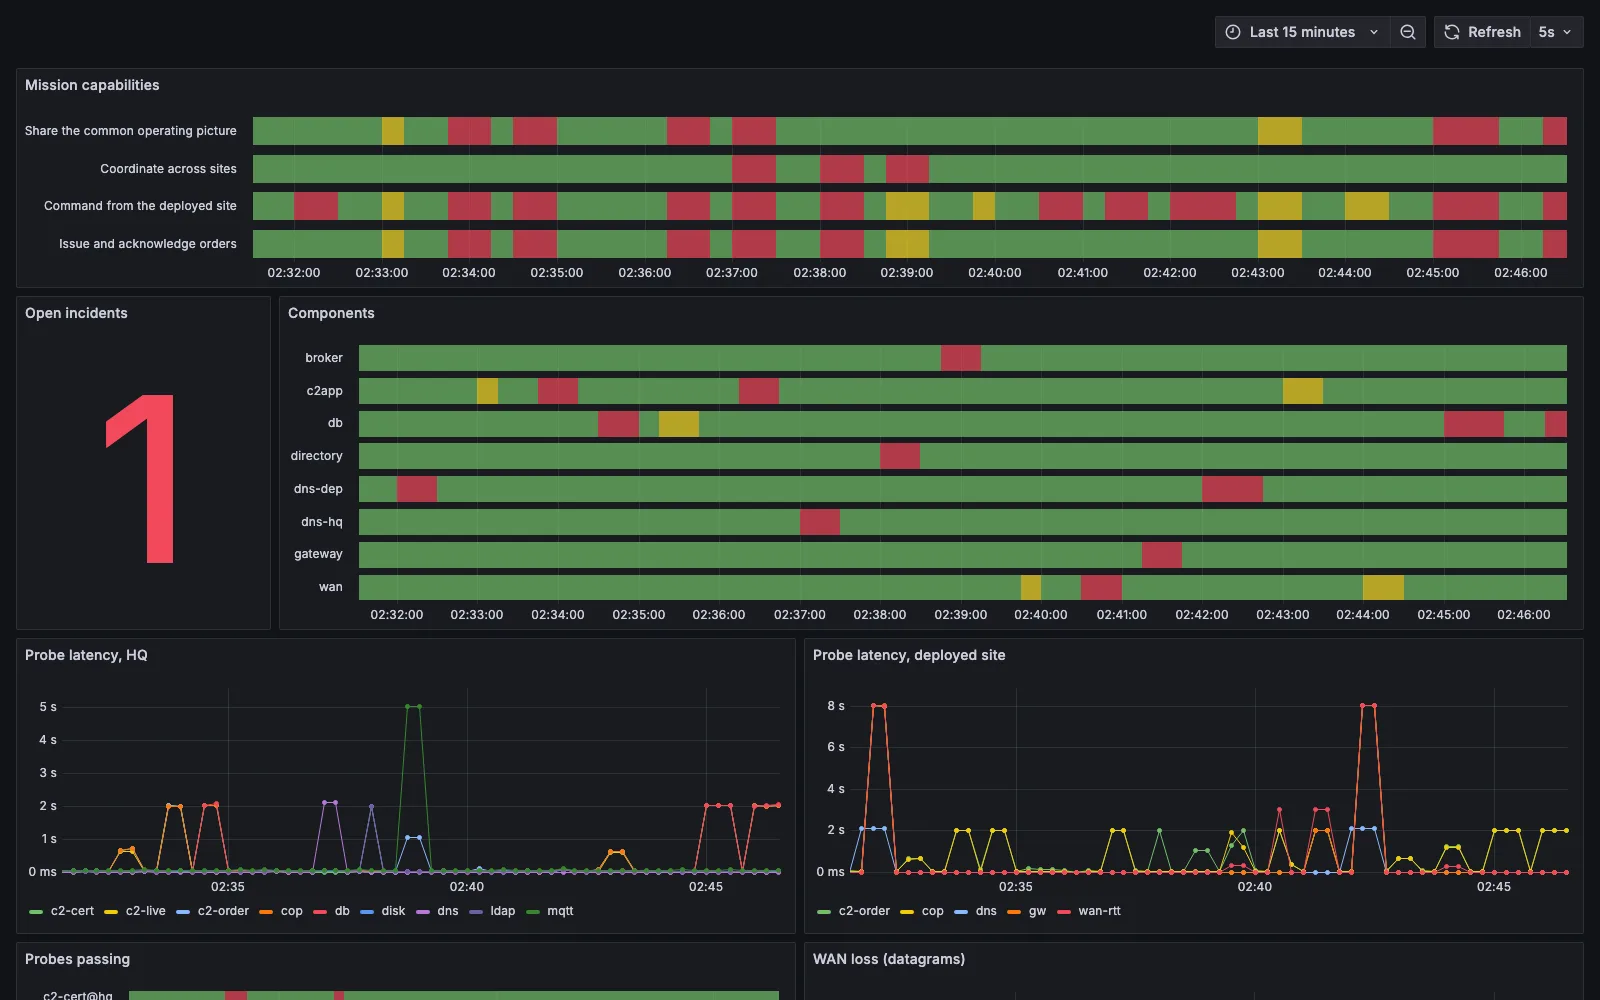 Last 15 minutes
Refresh
5s
Mission capabilities
Share the common operating picture
Coordinate across sites
Command from the deployed site
Issue and acknowledge orders
02:32:00 02:33:00 02:34:00 02:35:00 02:36:00 02:37:00 02:38:00 02:39:00 02:40:00 02:41:00 02:42:00 02:43:00 02:44:00 02:45:00 02:46:00
Open incidents
1
Components
broker
c2app
db
directory
dns-dep
dns-hq
gateway
wan
02:32:00 02:33:00 02:34:00 02:35:00 02:36:00 02:37:00 02:38:00 02:39:00 02:40:00 02:41:00 02:42:00 02:43:00 02:44:00 02:45:00 02:46:00
Probe latency, HQ
5 s
4 s
3 s
2 s
1 s
0 ms
02:35 02:40 02:45
c2-cert c2-live c2-order cop db disk dns ldap mqtt
Probe latency, deployed site
8 s
6 s
4 s
2 s
0 ms
02:35 02:40 02:45
c2-order cop dns gw wan-rtt
Probes passing
c2-cert@hq
WAN loss (datagrams)